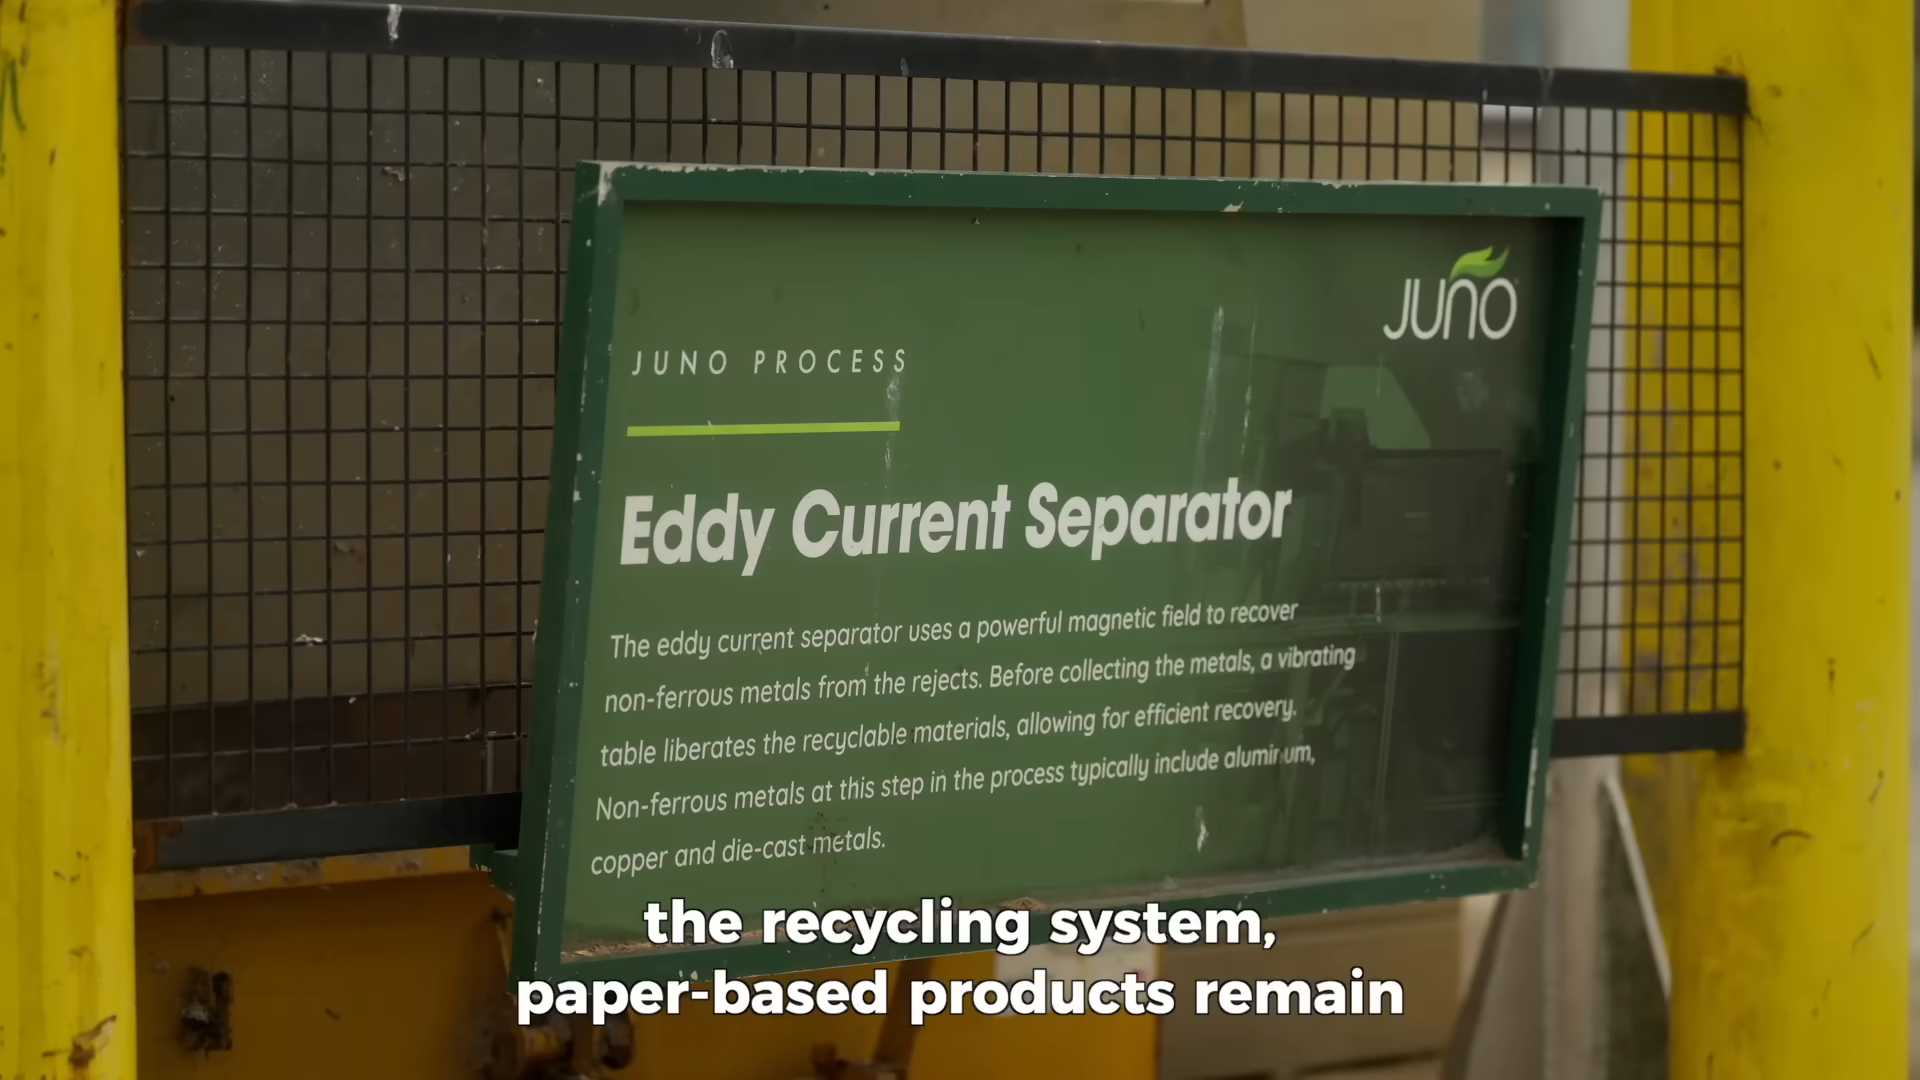 JUNO
JUNO PROCESS
Eddy Current Separator
The eddy current separator uses a powerful magnetic field to recover
non-ferrous metals from the rejects. Before collecting the metals, a vibrating
table liberates the recyclable materials, allowing for efficient recovery.
Non-ferrous metals at this step in the process typically include aluminum,
copper and die-cast metals.
the recycling system,
paper-based products remain